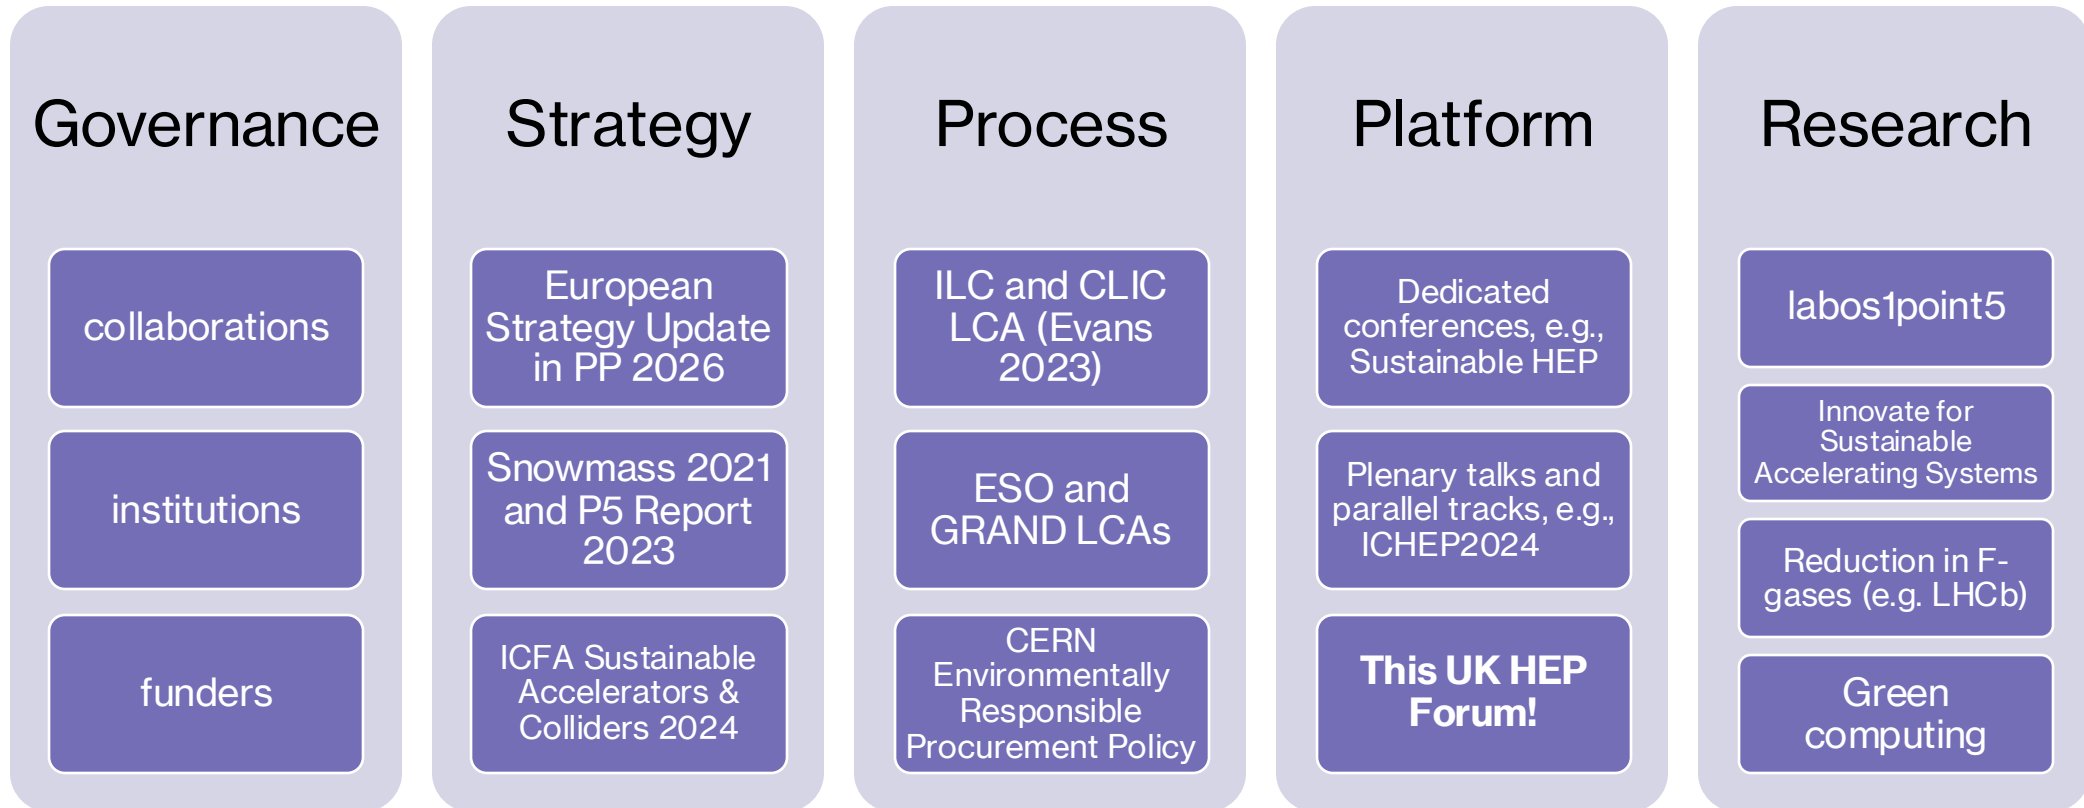 Governance
collaborations
institutions
funders
Strategy
European
Strategy Update
in PP 2026
Snowmass 2021
and P5 Report
2023
ICFA Sustainable
Accelerators &
Colliders 2024
Process
ILC and CLIC
LCA (Evans
2023)
ESO and
GRAND LCAs
CERN
Environmentally
Responsible
Procurement Policy
Platform
Dedicated
conferences, e.g.,
Sustainable HEP
Plenary talks and
parallel tracks, e.g.,
ICHEP2024
This UK HEP
Forum!
Research
labos1point5
Innovate for
Sustainable
Accelerating Systems
Reduction in F-
gases (e.g. LHCb)
Green
computing